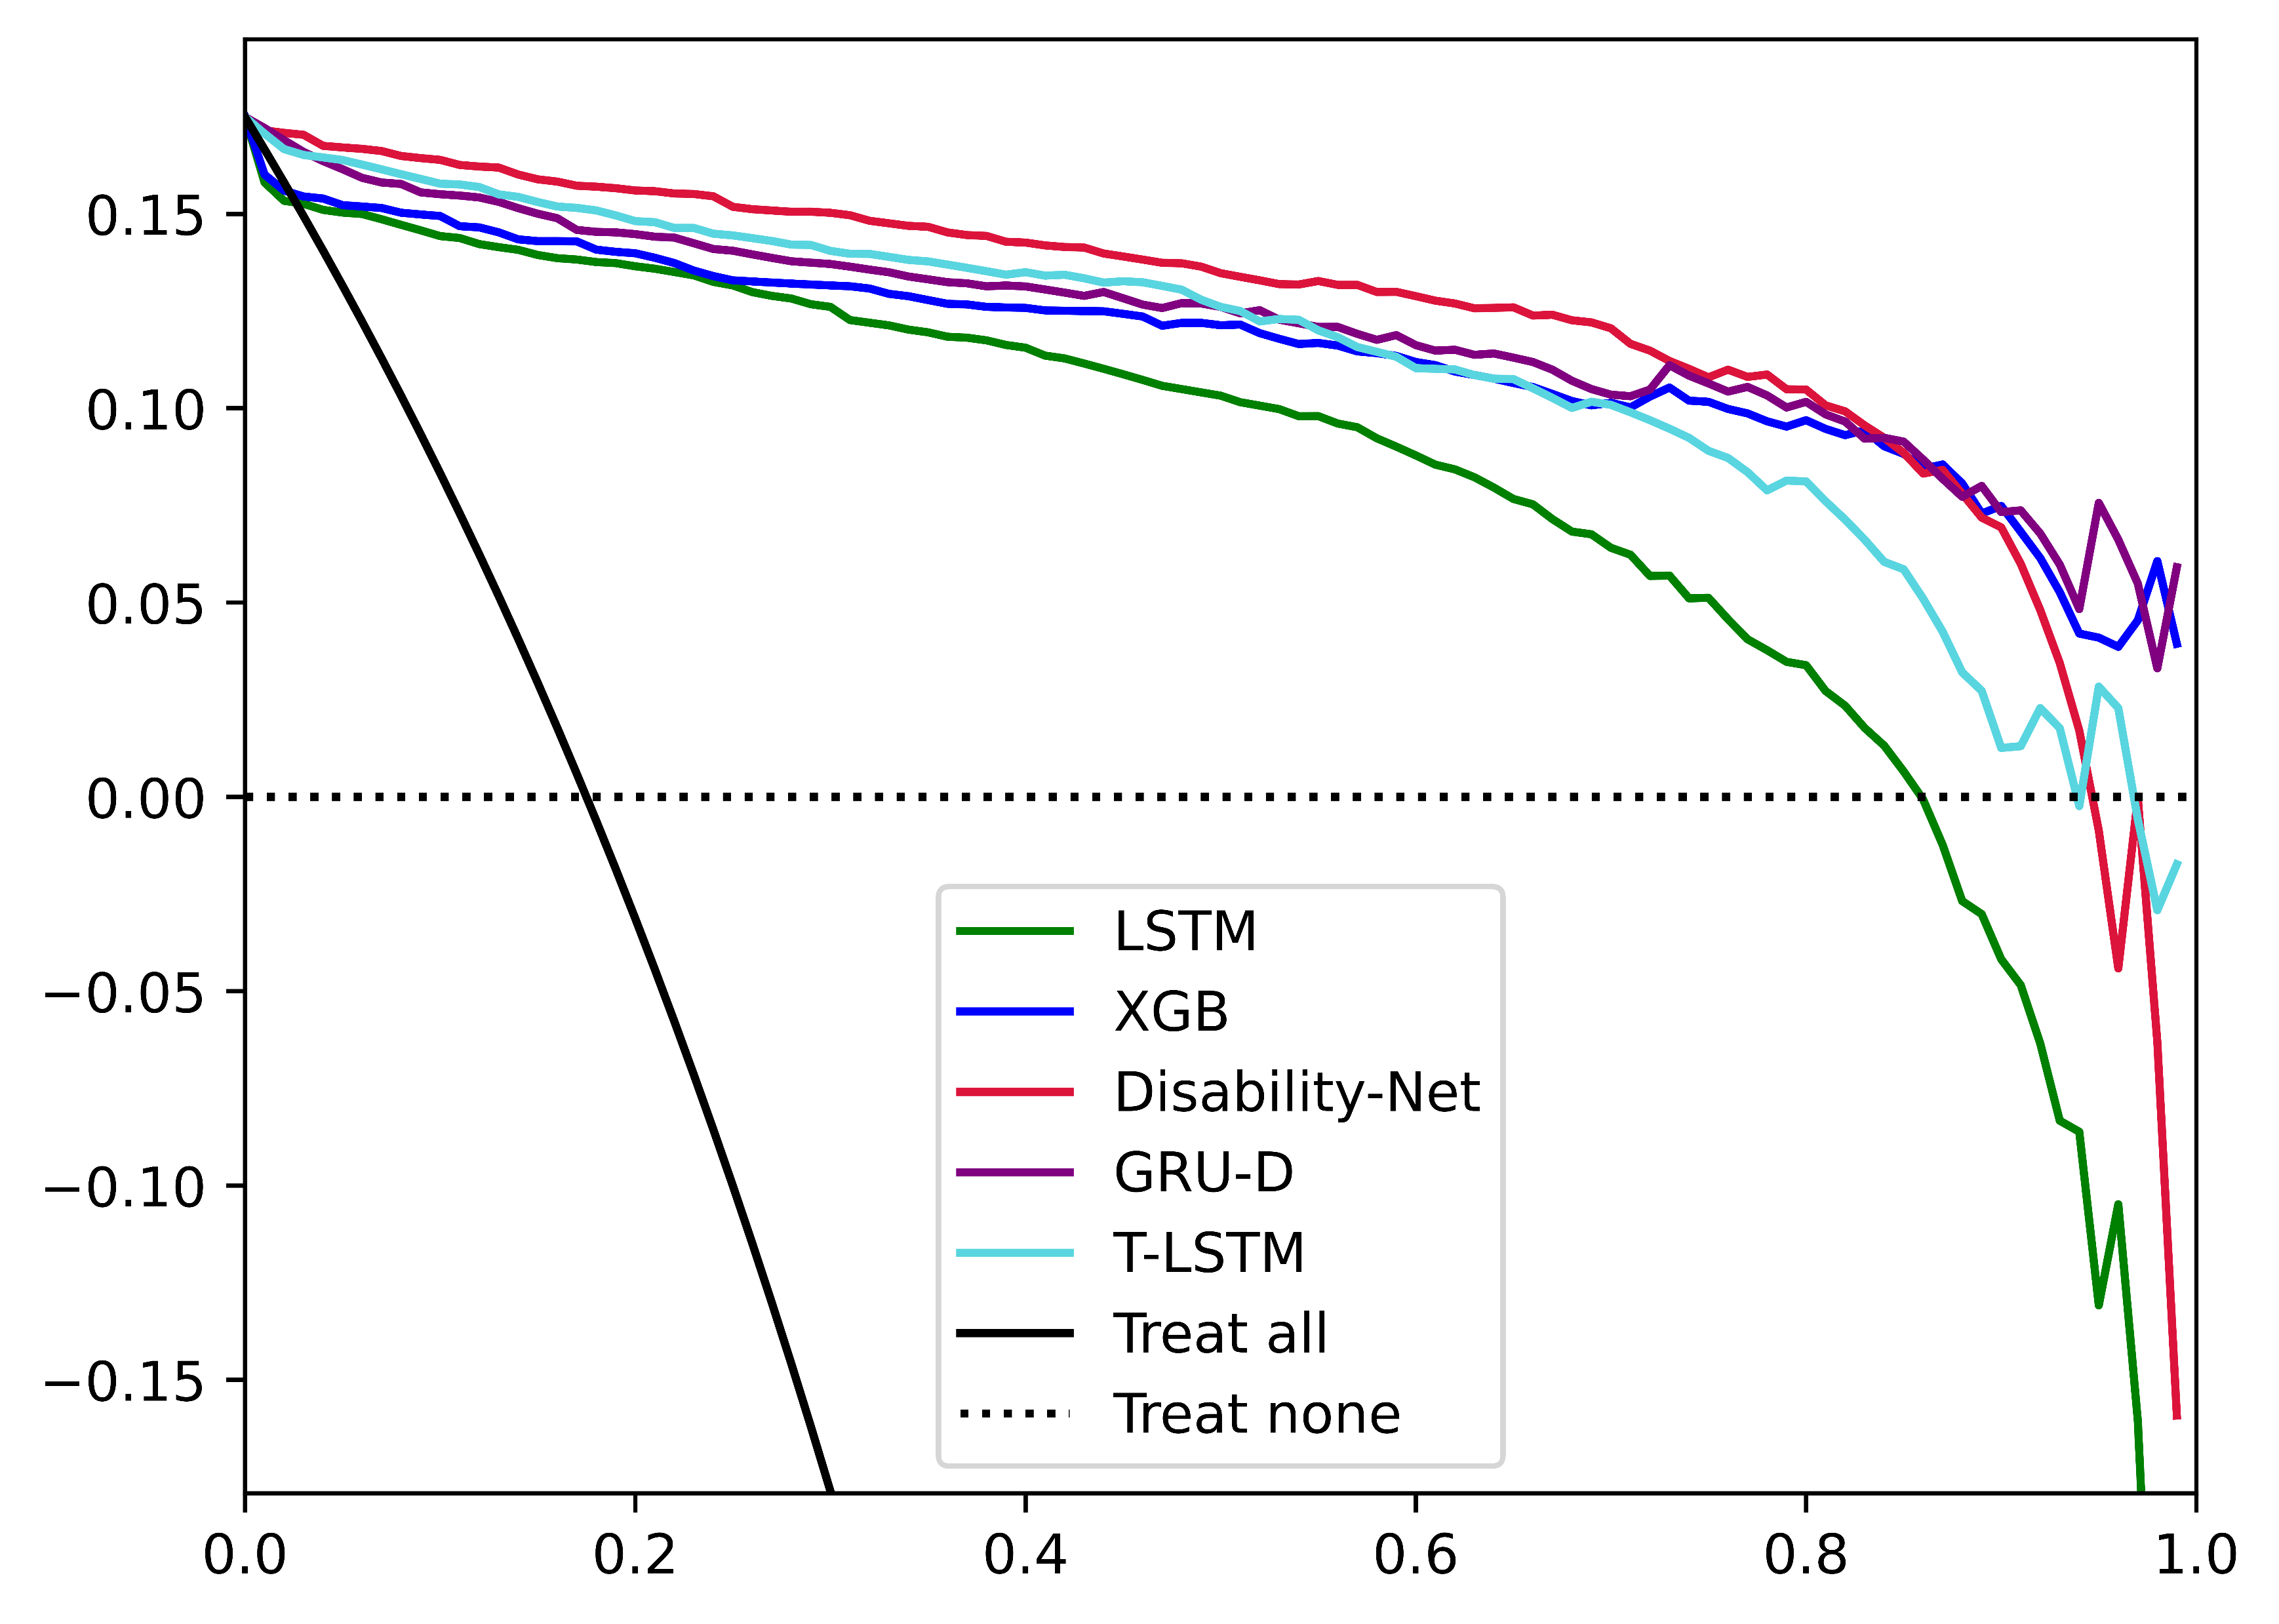 0.15
0.10
0.05
0.00
−0.05
−0.10
−0.15
LSTM
XGB
Disability-Net
GRU-D
T-LSTM
Treat all
Treat none
0.0 0.2 0.4 0.6 0.8 1.0